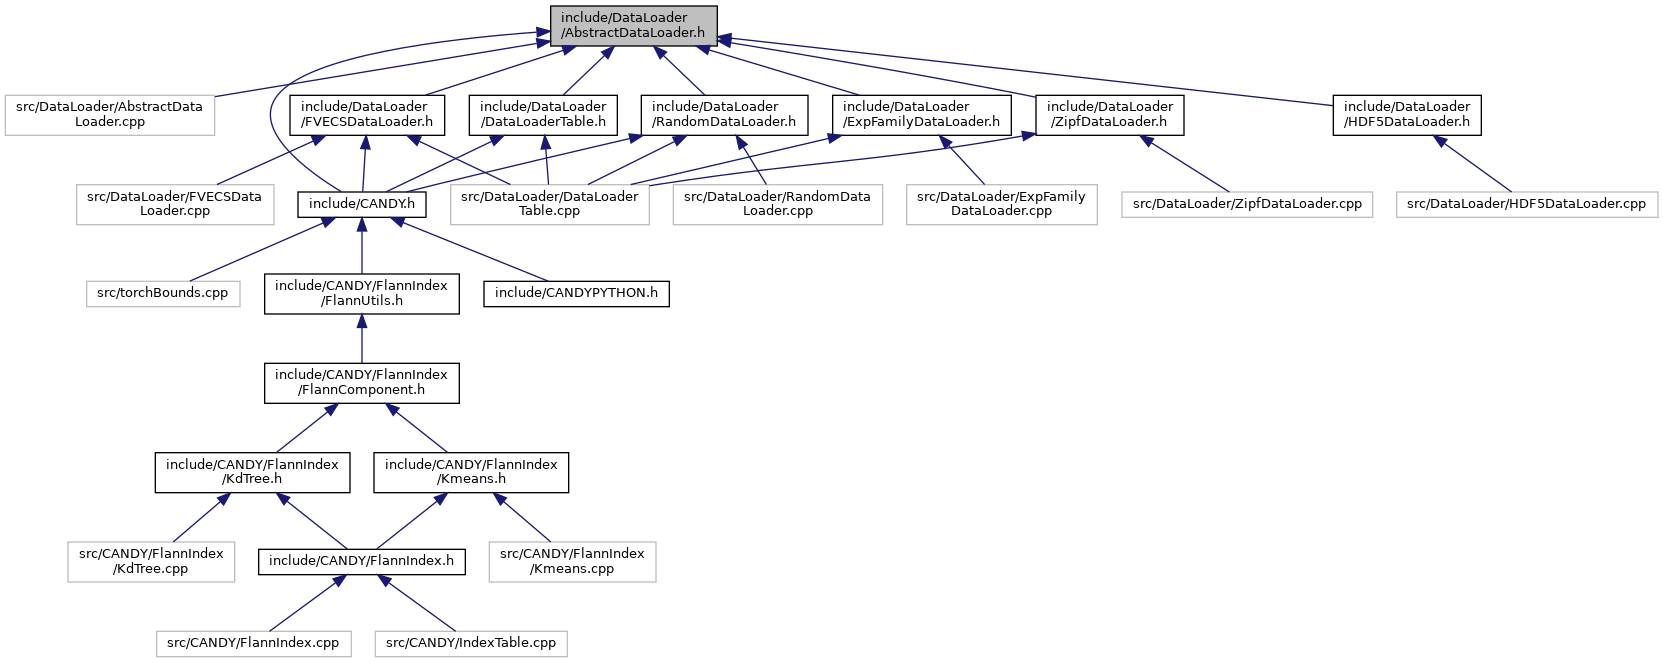 include/DataLoader
/AbstractDataLoader.h
src/DataLoader/AbstractData
Loader.cpp
include/DataLoader
/FVECSDataLoader.h
include/DataLoader
/DataLoaderTable.h
include/DataLoader
/RandomDataLoader.h
include/DataLoader
/ExpFamilyDataLoader.h
include/DataLoader
/ZipfDataLoader.h
include/DataLoader
/HDF5DataLoader.h
src/DataLoader/FVECSData
Loader.cpp
include/CANDY.h
src/DataLoader/DataLoader
Table.cpp
src/DataLoader/RandomData
Loader.cpp
src/DataLoader/ExpFamily
DataLoader.cpp
src/DataLoader/ZipfDataLoader.cpp
src/DataLoader/HDF5DataLoader.cpp
src/torchBounds.cpp
include/CANDY/FlannIndex
/FlannUtils.h
include/CANDYPYTHON.h
include/CANDY/FlannIndex
/FlannComponent.h
include/CANDY/FlannIndex
/KdTree.h
include/CANDY/FlannIndex
/Kmeans.h
src/CANDY/FlannIndex
/KdTree.cpp
include/CANDY/FlannIndex.h
src/CANDY/FlannIndex
/Kmeans.cpp
src/CANDY/FlannIndex.cpp
src/CANDY/IndexTable.cpp